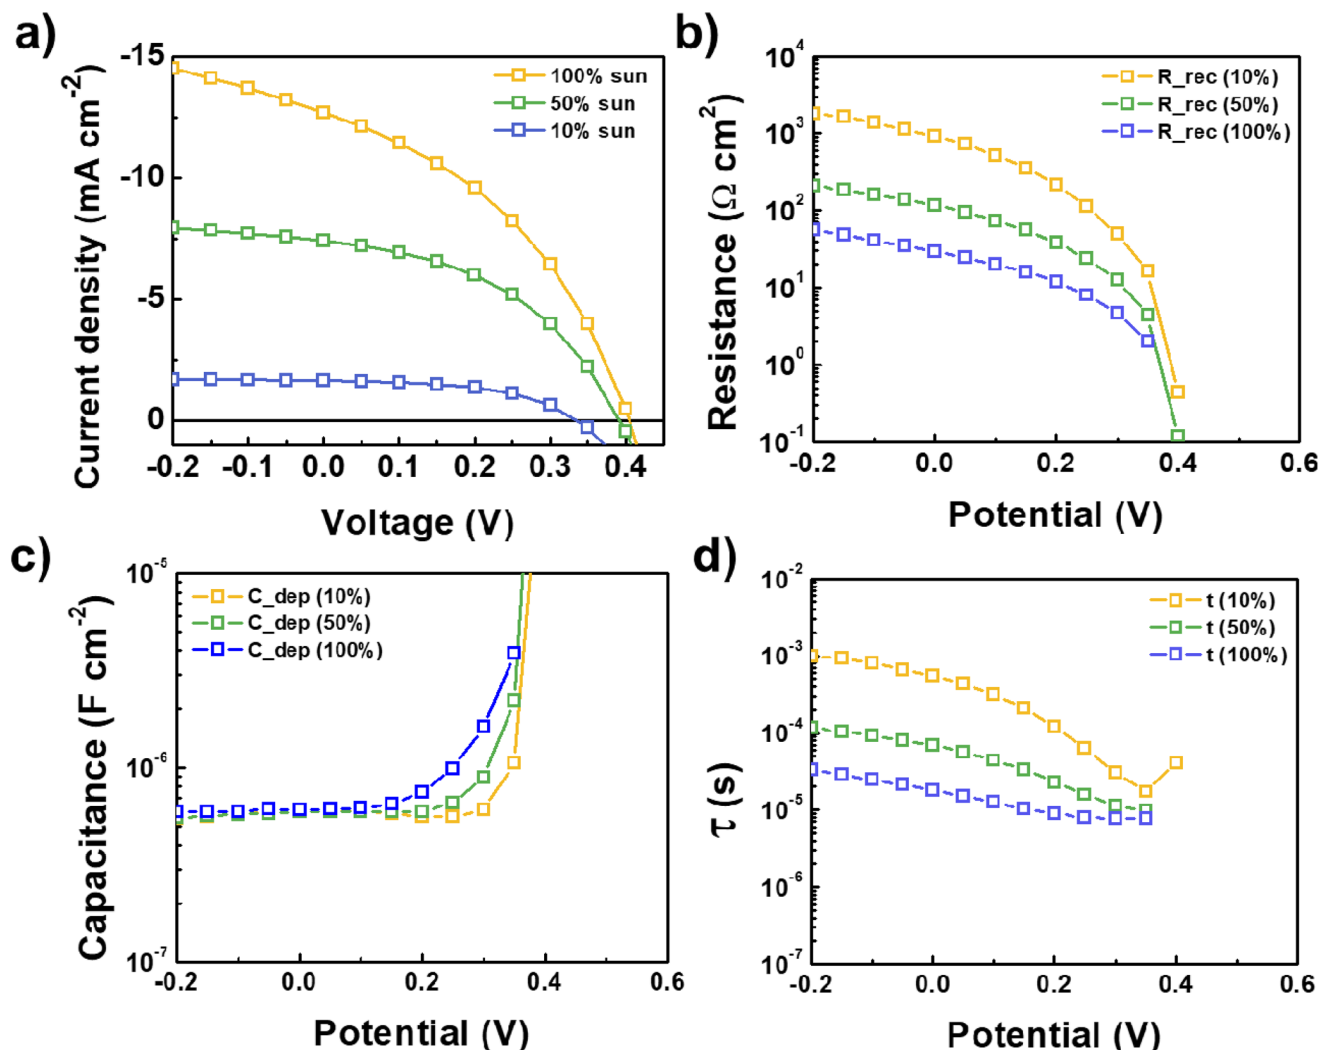 a)
-15
-10
-5
0
Current density (mA cm-2)
100% sun
50% sun
10% sun
-0.2 -0.1 0.0 0.1 0.2 0.3 0.4
Voltage (V)
b)
10^4
10^3
10^2
10^1
10^0
10^-1
Resistance (Ω cm2)
R_rec (10%)
R_rec (50%)
R_rec (100%)
-0.2 0.0 0.2 0.4 0.6
Potential (V)
c)
10^-5
10^-6
10^-7
Capacitance (F cm-2)
C_dep (10%)
C_dep (50%)
C_dep (100%)
-0.2 0.0 0.2 0.4 0.6
Potential (V)
d)
10^-2
10^-3
10^-4
10^-5
10^-6
10^-7
τ (s)
t (10%)
t (50%)
t (100%)
-0.2 0.0 0.2 0.4 0.6
Potential (V)